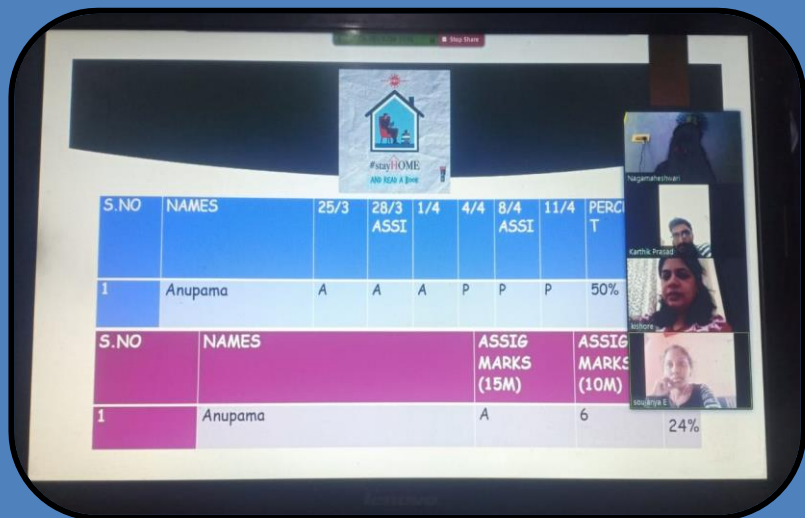 Stop Share
#stayHOME
AND READ A BOOK
S.NO NAMES 25/3 28/3 1/4 4/4 8/4 11/4
ASSI ASSI T
1 Anupama A A A P P P 50%
S.NO NAMES ASSIG ASSIG
MARKS MARKS
(15M) (10M)
1 Anupama A 6 24%
Nagamaheshwari
Karthik Prasad
kishore
soujanya E